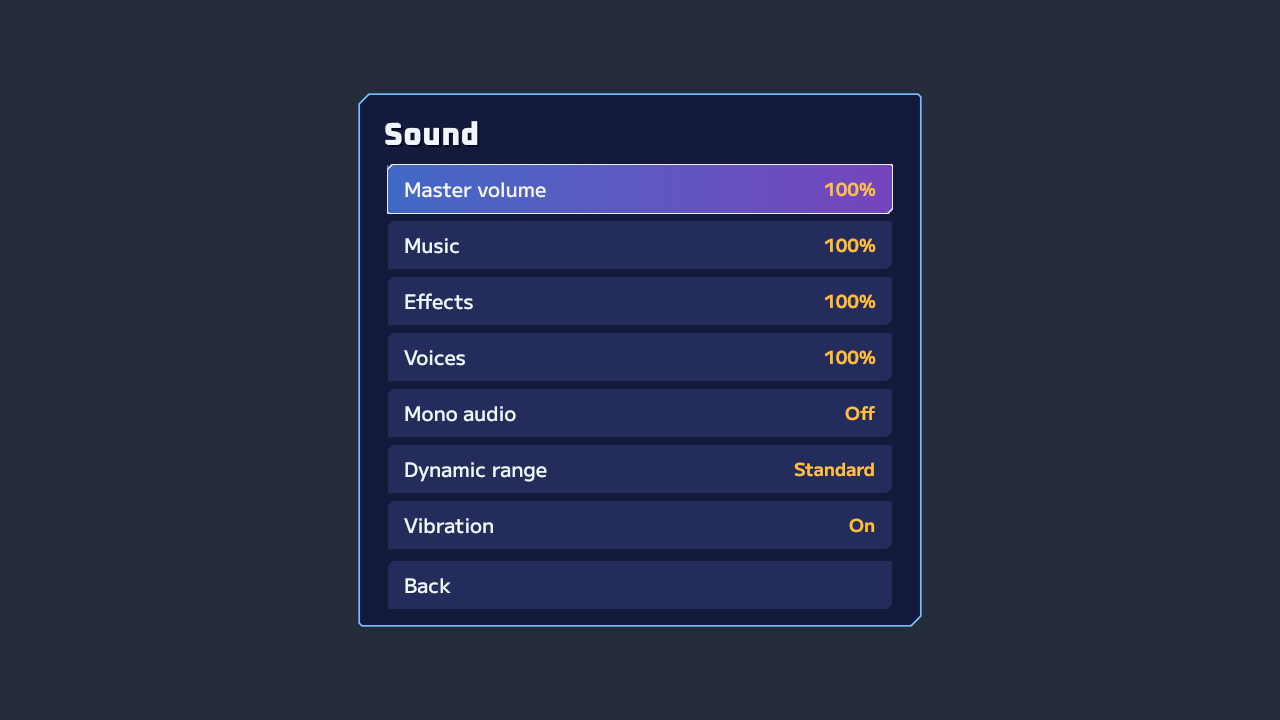 Sound
Master volume 100%
Music 100%
Effects 100%
Voices 100%
Mono audio Off
Dynamic range Standard
Vibration On
Back